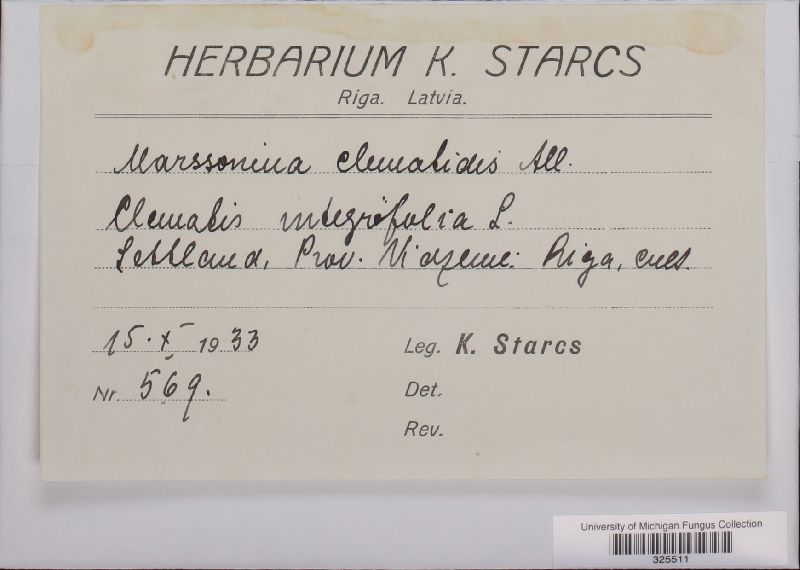 HERBARIUM K. STARCS
Riga. Latvia.
Marssonina clematidis All.
Clematis integrifolia L.
Lettland, Prov. Vidzeme: Riga, cult.
15. X 1933
Leg. K. Starcs
Nr. 569.
Det.
Rev.
University of Michigan Fungus Collection
325511